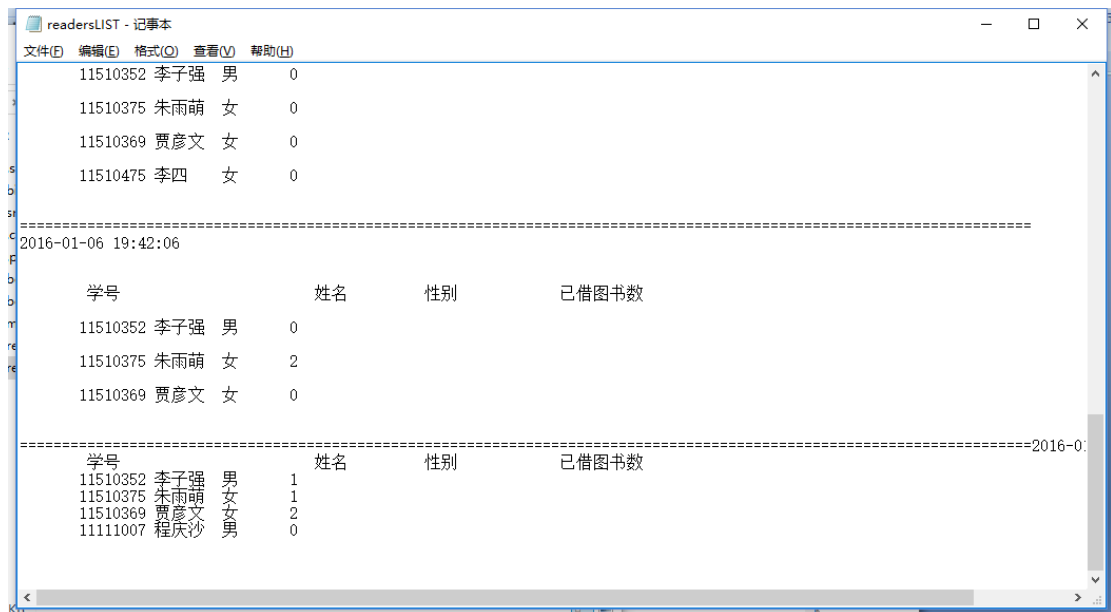 readersLIST - 记事本
文件(F) 编辑(E) 格式(O) 查看(V) 帮助(H)
11510352 李子强 男 0
11510375 朱雨萌 女 0
11510369 贾彦文 女 0
11510475 李四 女 0
========================================================================================================================
2016-01-06 19:42:06
学号 姓名 性别 已借图书数
11510352 李子强 男 0
11510375 朱雨萌 女 2
11510369 贾彦文 女 0
========================================================================================================================2016-01
学号 姓名 性别 已借图书数
11510352 李子强 男 1
11510375 朱雨萌 女 1
11510369 贾彦文 女 2
11111007 程庆沙 男 0